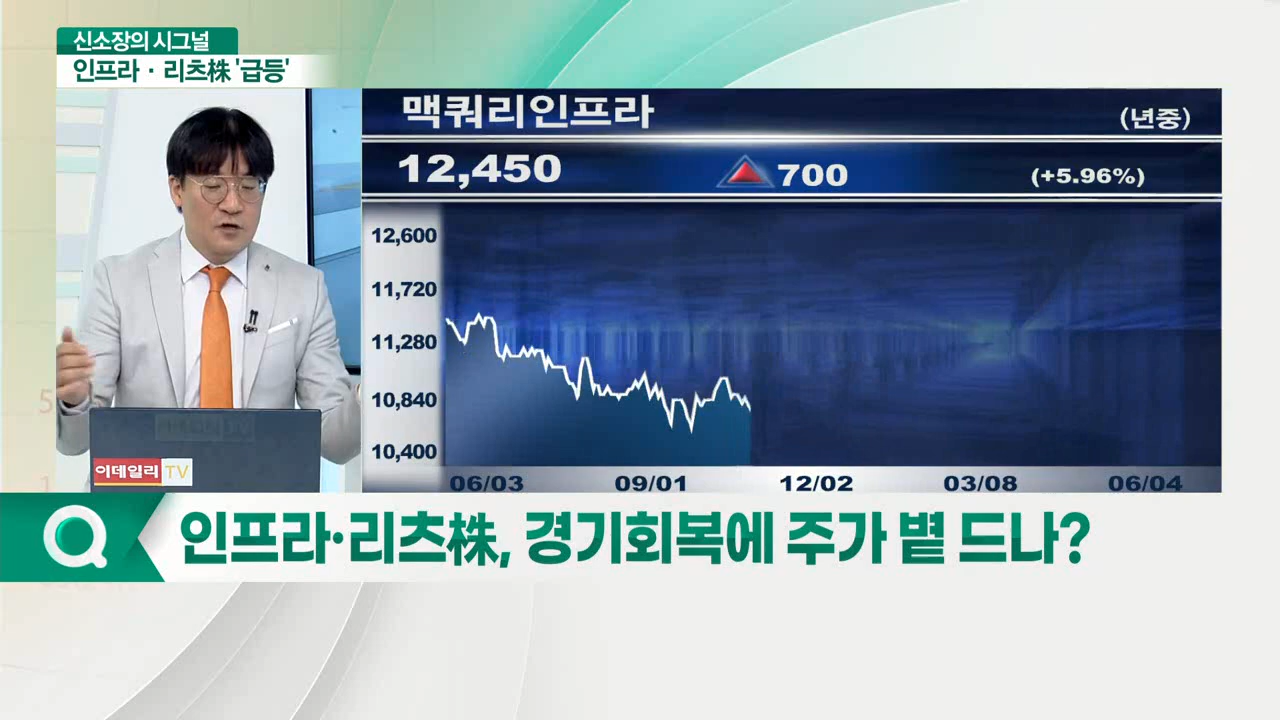 신소장의 시그널
인프라 · 리츠株 '급등'
맥쿼리인프라
(년중)
12,450
700
(+5.96%)
12,600
11,720
11,280
10,840
10,400
06/03
09/01
12/02
03/08
06/04
이데일리TV
인프라·리츠株, 경기회복에 주가 볕 드나?